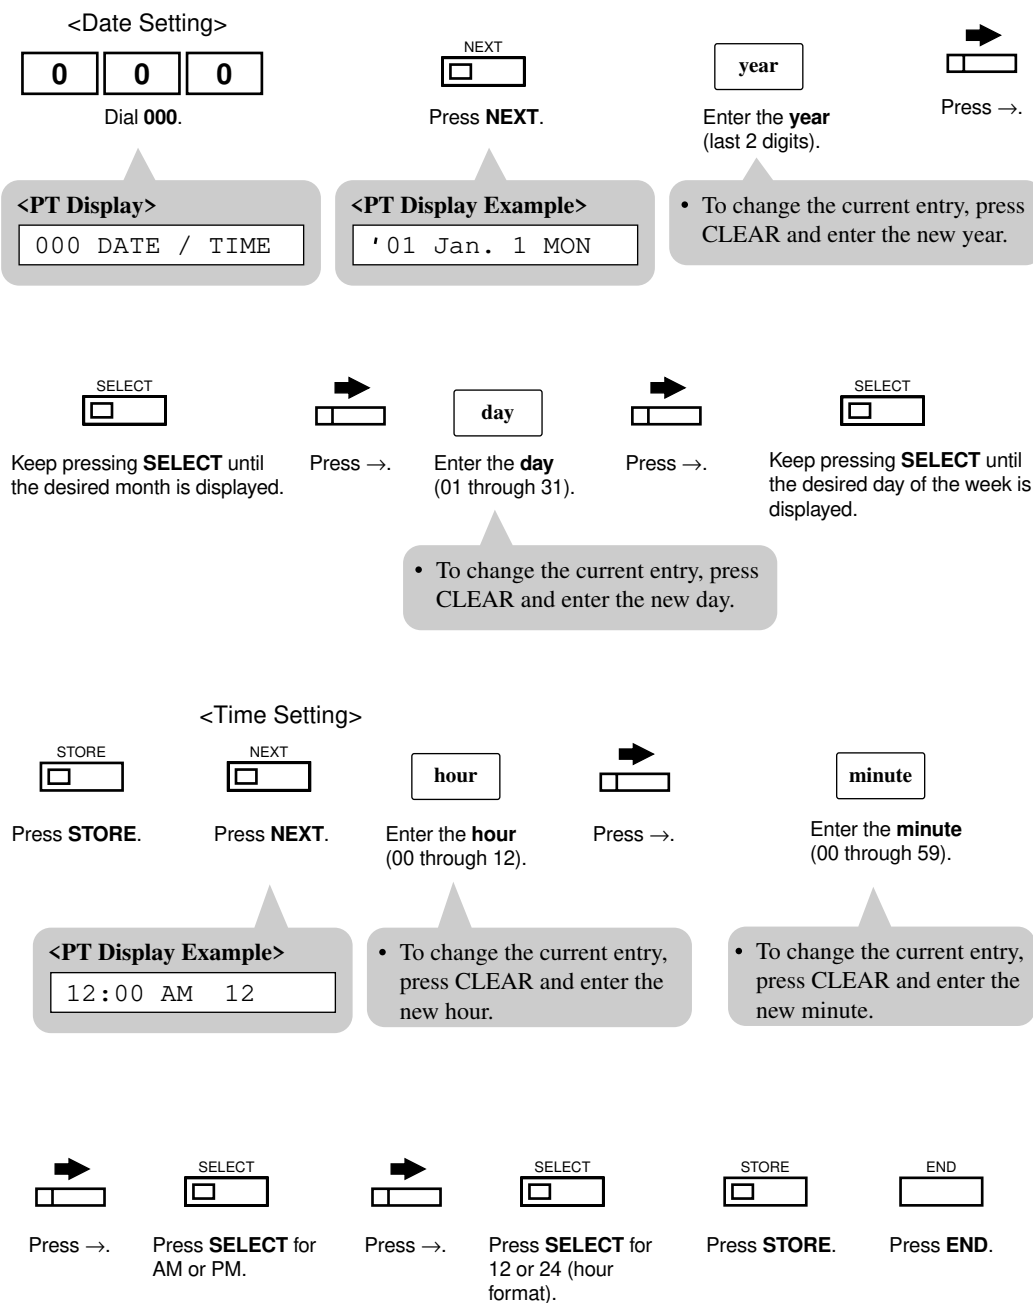 <Date Setting>
0 0 0
Dial 000.
NEXT
Press NEXT.
year
Enter the year
(last 2 digits).
Press →.
<PT Display>
000 DATE / TIME
<PT Display Example>
'01 Jan. 1 MON
• To change the current entry, press
CLEAR and enter the new year.
SELECT
Keep pressing SELECT until
the desired month is displayed.
Press →.
day
Enter the day
(01 through 31).
Press →.
SELECT
Keep pressing SELECT until
the desired day of the week is
displayed.
• To change the current entry, press
CLEAR and enter the new day.
<Time Setting>
STORE
Press STORE.
NEXT
Press NEXT.
hour
Enter the hour
(00 through 12).
Press →.
minute
Enter the minute
(00 through 59).
<PT Display Example>
12:00 AM 12
• To change the current entry,
press CLEAR and enter the
new hour.
• To change the current entry,
press CLEAR and enter the
new minute.
Press →.
SELECT
Press SELECT for
AM or PM.
Press →.
SELECT
Press SELECT for
12 or 24 (hour
format).
STORE
Press STORE.
END
Press END.